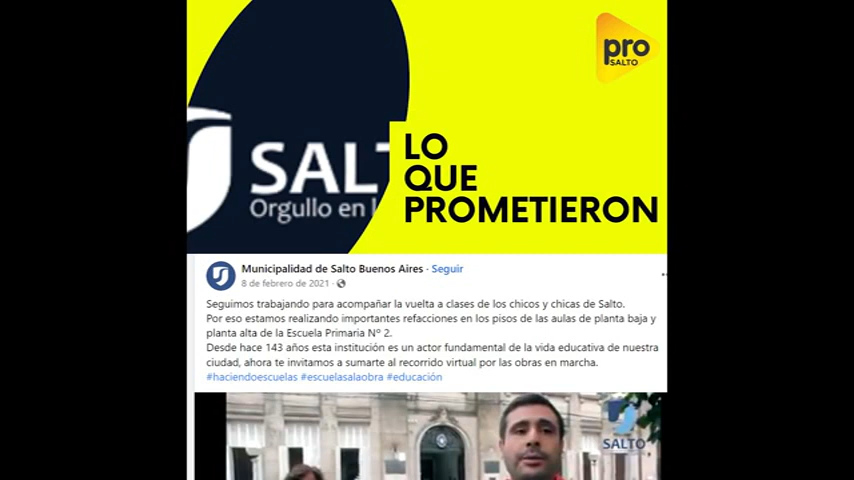 pro
SALTO
SALT
Orgullo en l
LO
QUE
PROMETIERON
Municipalidad de Salto Buenos Aires · Seguir
8 de febrero de 2021 ·
Seguimos trabajando para acompañar la vuelta a clases de los chicos y chicas de Salto.
Por eso estamos realizando importantes refacciones en los pisos de las aulas de planta baja y
planta alta de la Escuela Primaria Nº 2.
Desde hace 143 años esta institución es un actor fundamental de la vida educativa de nuestra
ciudad, ahora te invitamos a sumarte al recorrido virtual por las obras en marcha.
#haciendoescuelas #escuelasalaobra #educación
SALTO